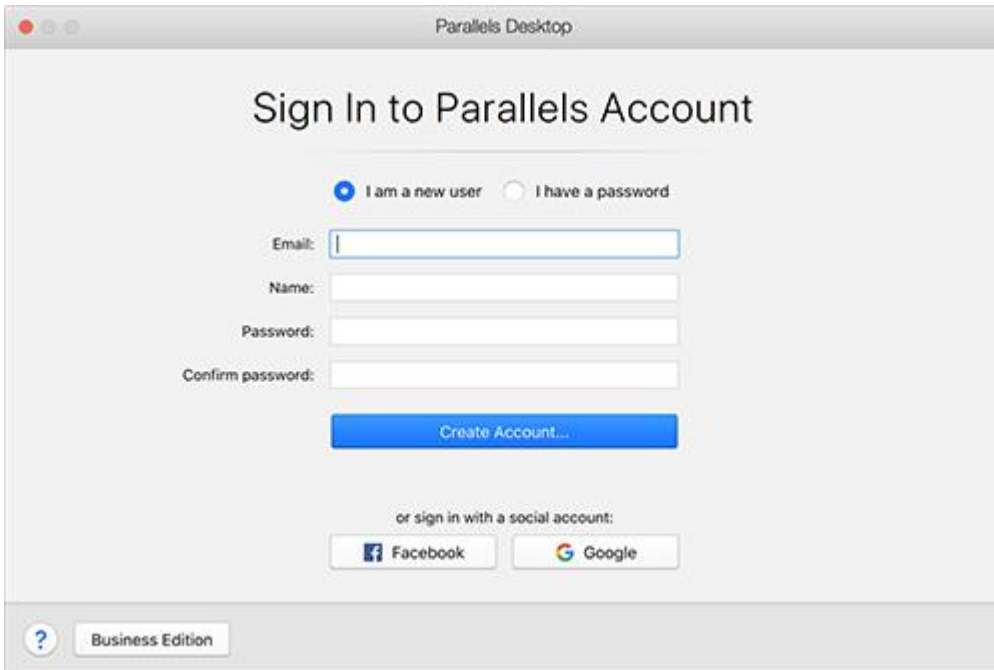 Parallels Desktop
Sign In to Parallels Account
I am a new user I have a password
Email:
Name:
Password:
Confirm password:
Create Account...
or sign in with a social account:
Facebook Google
? Business Edition